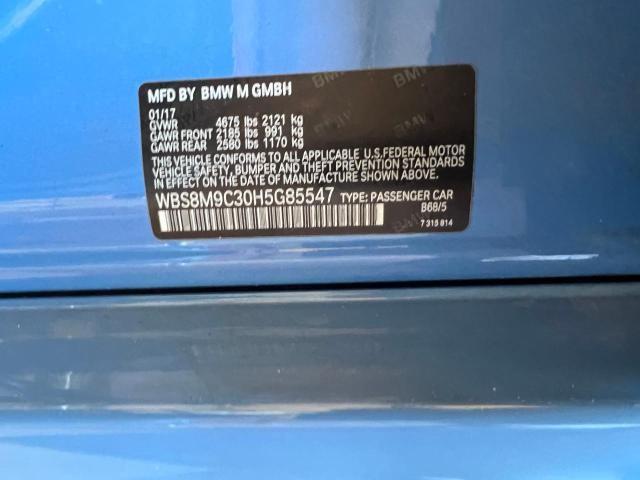 MFD BY BMW M GMBH
01/17
GVWR 4675 lbs 2121 kg
GAWR FRONT 2185 lbs 991 kg
GAWR REAR 2580 lbs 1170 kg
THIS VEHICLE CONFORMS TO ALL APPLICABLE U.S.FEDERAL MOTOR
VEHICLE SAFETY, BUMPER AND THEFT PREVENTION STANDARDS
IN EFFECT ON THE DATE OF MANUFACTURE SHOWN ABOVE.
WBS8M9C30H5G85547 TYPE: PASSENGER CAR
B68/5
7 315 814